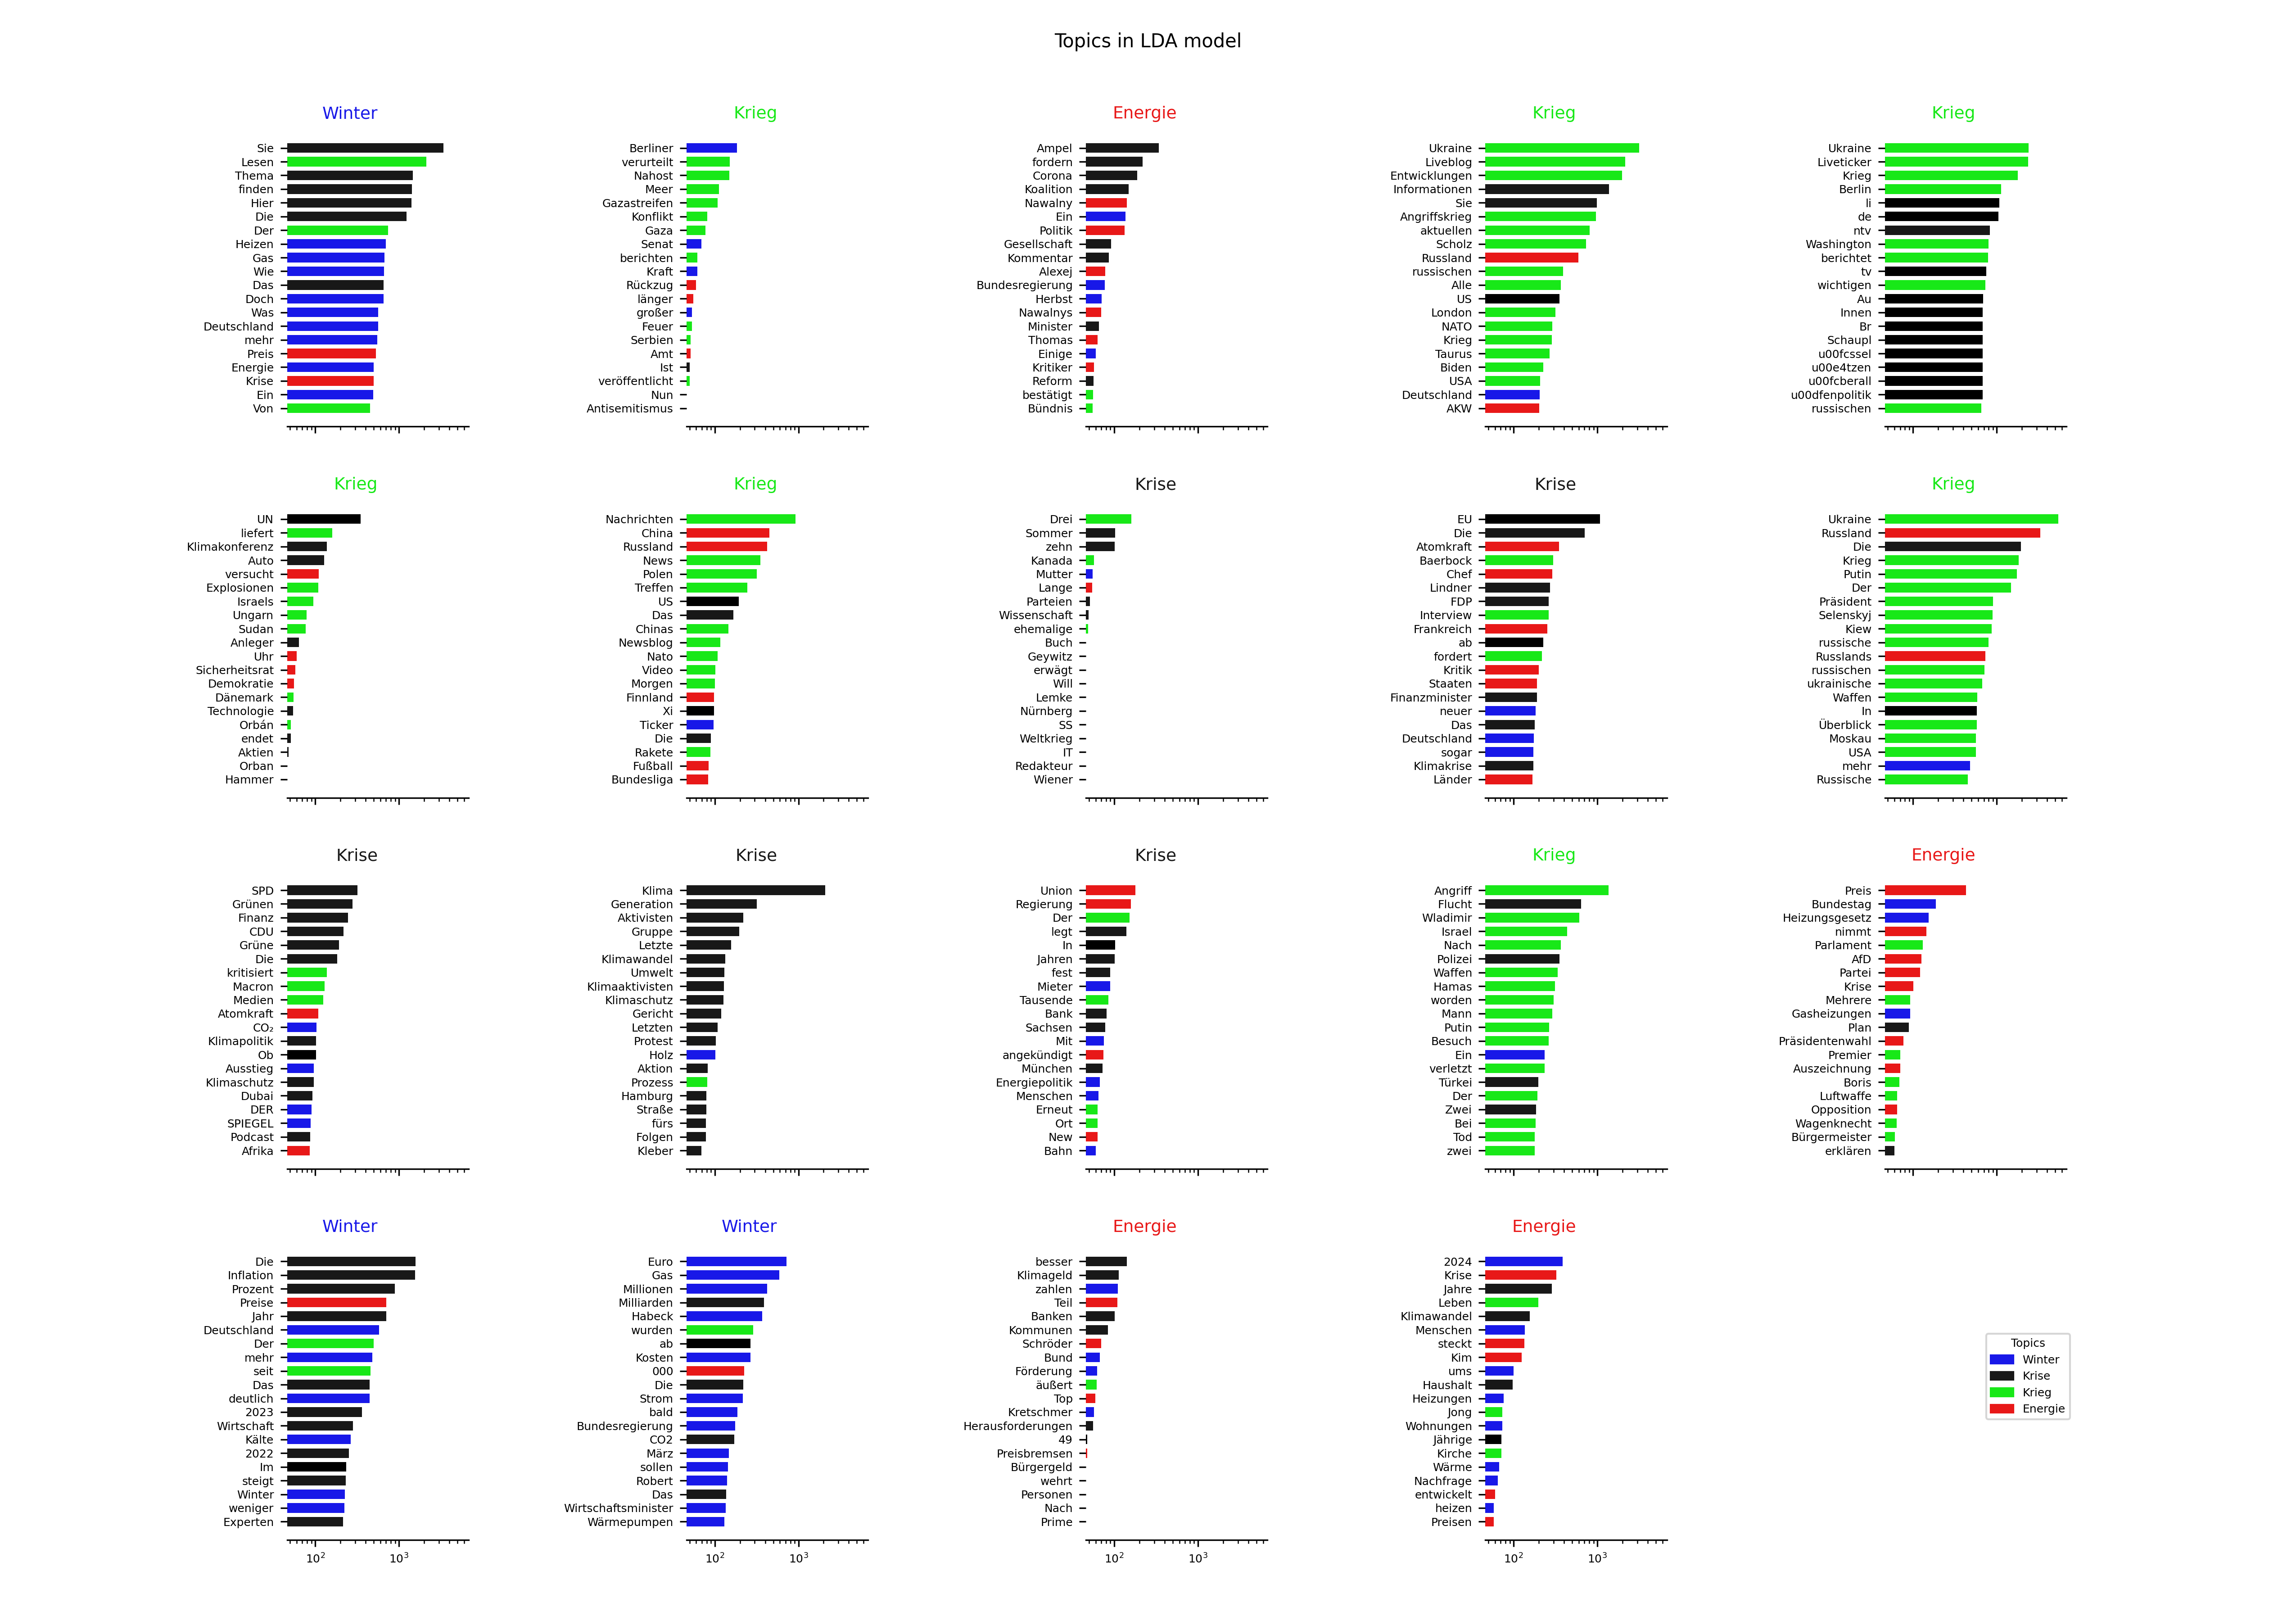 Topics in LDA model
Winter
Sie
Lesen
Thema
finden
Hier
Die
Der
Heizen
Gas
Wie
Das
Doch
Was
Deutschland
mehr
Preis
Energie
Krise
Ein
Von
Krieg
Berliner
verurteilt
Nahost
Meer
Gazastreifen
Konflikt
Gaza
Senat
berichten
Kraft
Rückzug
länger
großer
Feuer
Serbien
Amt
Ist
veröffentlicht
Nun
Antisemitismus
Energie
Ampel
fordern
Corona
Koalition
Nawalny
Ein
Politik
Gesellschaft
Kommentar
Alexej
Bundesregierung
Herbst
Nawalnys
Minister
Thomas
Einige
Kritiker
Reform
bestätigt
Bündnis
Krieg
Ukraine
Liveblog
Entwicklungen
Informationen
Sie
Angriffskrieg
aktuellen
Scholz
Russland
russischen
Alle
US
London
NATO
Krieg
Taurus
Biden
USA
Deutschland
AKW
Krieg
Ukraine
Liveticker
Krieg
Berlin
li
de
ntv
Washington
berichtet
tv
wichtigen
Au
Innen
Br
Schaupl
u00fcssel
u00e4tzen
u00fcberall
u00dfenpolitik
russischen
Krieg
UN
liefert
Klimakonferenz
Auto
versucht
Explosionen
Israels
Ungarn
Sudan
Anleger
Uhr
Sicherheitsrat
Demokratie
Dänemark
Technologie
Orbán
endet
Aktien
Orban
Hammer
Krieg
Nachrichten
China
Russland
News
Polen
Treffen
US
Das
Chinas
Newsblog
Nato
Video
Morgen
Finnland
Xi
Ticker
Die
Rakete
Fußball
Bundesliga
Krise
Drei
Sommer
zehn
Kanada
Mutter
Lange
Parteien
Wissenschaft
ehemalige
Buch
Geywitz
erwägt
Will
Lemke
Nürnberg
SS
Weltkrieg
IT
Redakteur
Wiener
Krise
EU
Die
Atomkraft
Baerbock
Chef
Lindner
FDP
Interview
Frankreich
ab
fordert
Kritik
Staaten
Finanzminister
neuer
Das
Deutschland
sogar
Klimakrise
Länder
Krieg
Ukraine
Russland
Die
Krieg
Putin
Der
Präsident
Selenskyj
Kiew
russische
Russlands
russischen
ukrainische
Waffen
In
Überblick
Moskau
USA
mehr
Russische
Krise
SPD
Grünen
Finanz
CDU
Grüne
Die
kritisiert
Macron
Medien
Atomkraft
CO₂
Klimapolitik
Ob
Ausstieg
Klimaschutz
Dubai
DER
SPIEGEL
Podcast
Afrika
Krise
Klima
Generation
Aktivisten
Gruppe
Letzte
Klimawandel
Umwelt
Klimaaktivisten
Klimaschutz
Gericht
Letzten
Protest
Holz
Aktion
Prozess
Hamburg
Straße
fürs
Folgen
Kleber
Krise
Union
Regierung
Der
legt
In
Jahren
fest
Mieter
Tausende
Bank
Sachsen
Mit
angekündigt
München
Energiepolitik
Menschen
Erneut
Ort
New
Bahn
Krieg
Angriff
Flucht
Wladimir
Israel
Nach
Polizei
Waffen
Hamas
worden
Mann
Putin
Besuch
Ein
verletzt
Türkei
Der
Zwei
Bei
Tod
zwei
Energie
Preis
Bundestag
Heizungsgesetz
nimmt
Parlament
AfD
Partei
Krise
Mehrere
Gasheizungen
Plan
Präsidentenwahl
Premier
Auszeichnung
Boris
Luftwaffe
Opposition
Wagenknecht
Bürgermeister
erklären
Winter
Die
Inflation
Prozent
Preise
Jahr
Deutschland
Der
mehr
seit
Das
deutlich
2023
Wirtschaft
Kälte
2022
Im
steigt
Winter
weniger
Experten
10² 10³
Winter
Euro
Gas
Millionen
Milliarden
Habeck
wurden
ab
Kosten
000
Die
Strom
bald
Bundesregierung
CO2
März
sollen
Robert
Das
Wirtschaftsminister
Wärmepumpen
10² 10³
Energie
besser
Klimageld
zahlen
Teil
Banken
Kommunen
Schröder
Bund
Förderung
äußert
Top
Kretschmer
Herausforderungen
49
Preisbremsen
Bürgergeld
wehrt
Personen
Nach
Prime
10² 10³
Energie
2024
Krise
Jahre
Leben
Klimawandel
Menschen
steckt
Kim
ums
Haushalt
Heizungen
Jong
Wohnungen
Jährige
Kirche
Wärme
Nachfrage
entwickelt
heizen
Preisen
10² 10³
Topics
Winter
Krise
Krieg
Energie